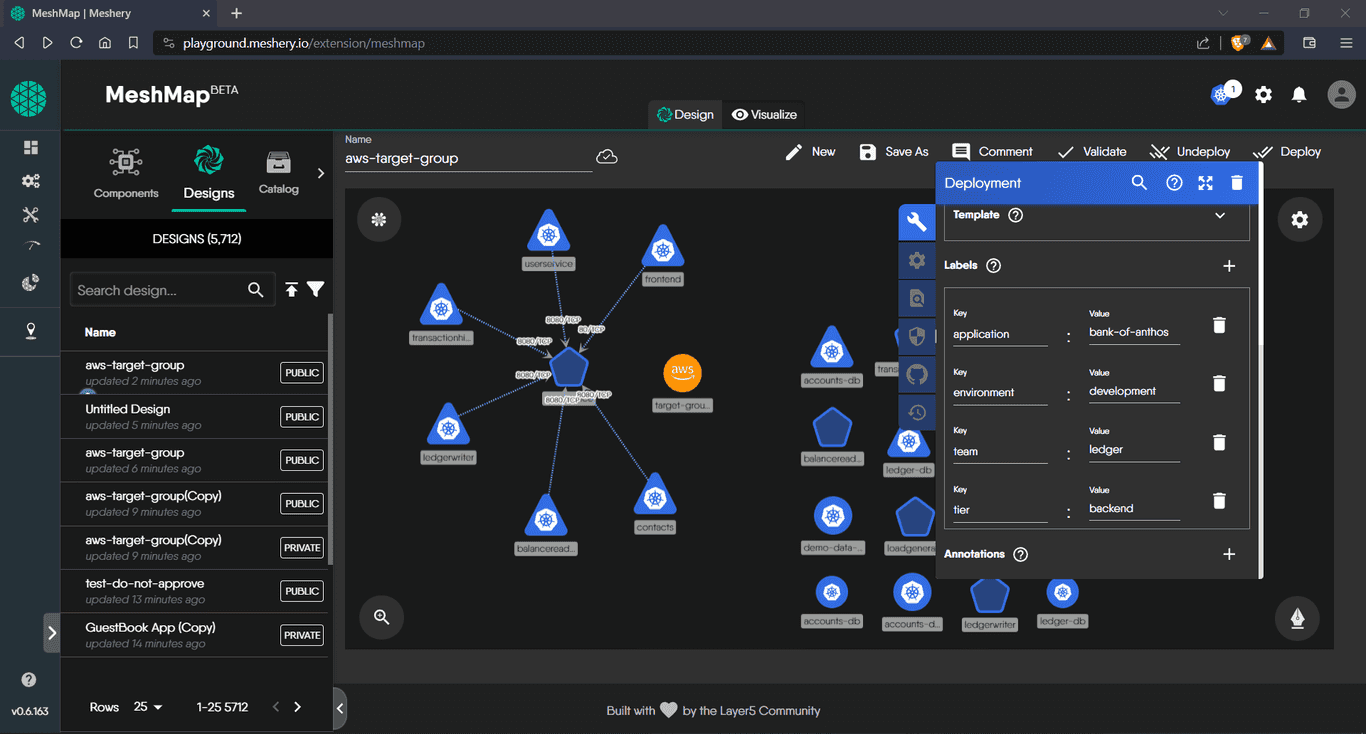 MeshMap | Meshery
playground.meshery.io/extension/meshmap
7
MeshMap BETA
1
Design
Visualize
Components
Designs
Catalog
DESIGNS (5,712)
Search design...
Name
aws-target-group
updated 2 minutes ago
PUBLIC
Untitled Design
updated 5 minutes ago
PUBLIC
aws-target-group
updated 6 minutes ago
PUBLIC
aws-target-group(Copy)
updated 9 minutes ago
PUBLIC
aws-target-group(Copy)
updated 9 minutes ago
PRIVATE
test-do-not-approve
updated 13 minutes ago
PUBLIC
GuestBook App (Copy)
updated 14 minutes ago
PRIVATE
Rows 25 1-25 5712
v0.6.163
Name
aws-target-group
New
Save As
Comment
Validate
Undeploy
Deploy
userservice
frontend
transactionhi...
8080/TCP
80/TCP
8080/TCP
8080/TCP
8080/TCP
8080/TCP
aws
target-grou...
ledgerwriter
balanceread...
contacts
accounts-db
trans
balanceread...
ledger-db
demo-data-...
loadgenera
accounts-db
accounts-d...
ledgerwriter
ledger-db
Deployment
Template
Labels
Key Value
application : bank-of-anthos
Key Value
environment : development
Key Value
team : ledger
Key Value
tier : backend
Annotations
Built with by the Layer5 Community